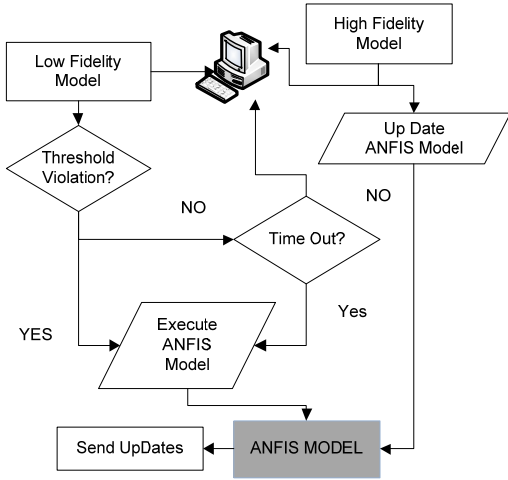 High Fidelity
Model
Low Fidelity
Model
Up Date
ANFIS Model
Threshold
Violation?
NO
NO
Time Out?
Yes
Execute
ANFIS
Model
YES
Send UpDates
ANFIS MODEL